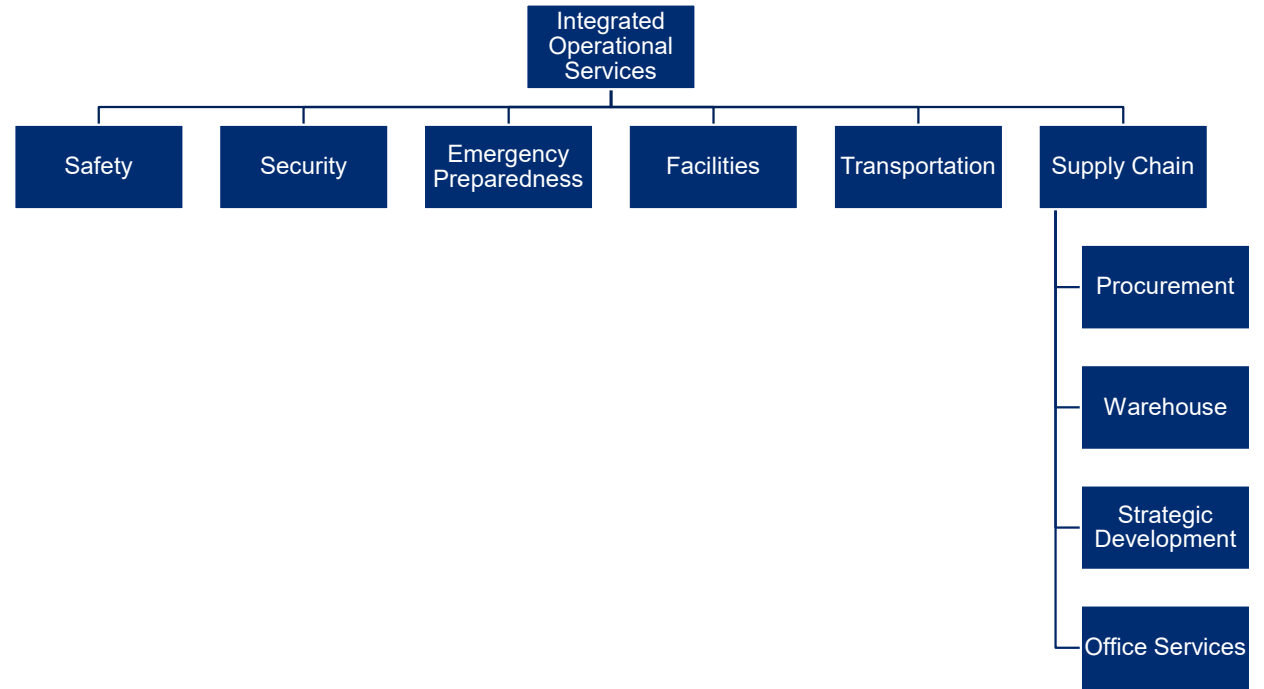 Integrated
Operational
Services
Safety
Security
Emergency
Preparedness
Facilities
Transportation
Supply Chain
Procurement
Warehouse
Strategic
Development
Office Services